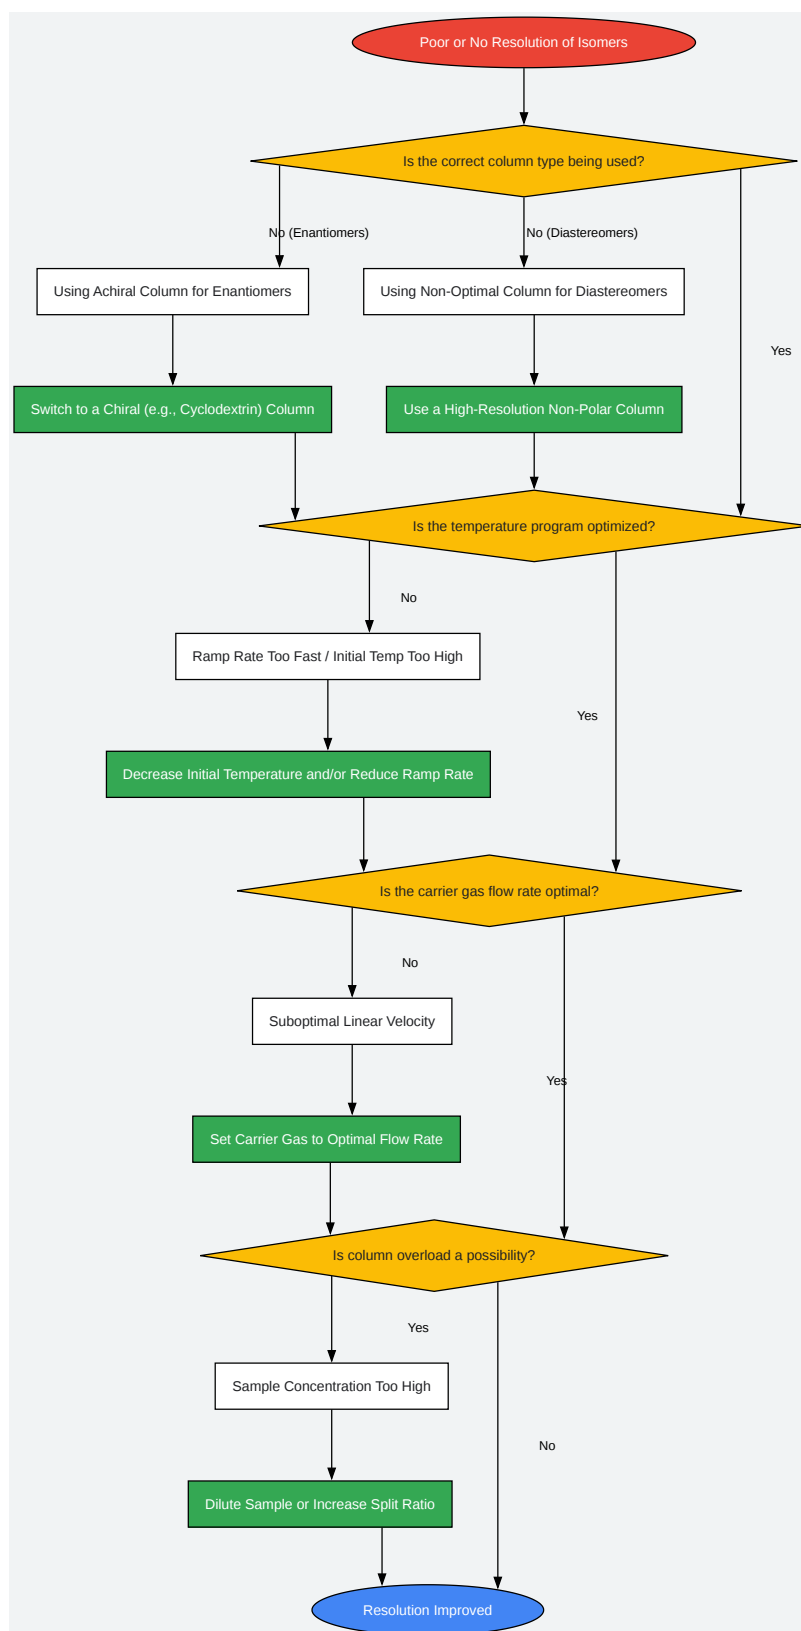 Poor or No Resolution of Isomers
Is the correct column type being used?
No (Enantiomers)
No (Diastereomers)
Using Achiral Column for Enantiomers
Using Non-Optimal Column for Diastereomers
Yes
Switch to a Chiral (e.g., Cyclodextrin) Column
Use a High-Resolution Non-Polar Column
Is the temperature program optimized?
No
Ramp Rate Too Fast / Initial Temp Too High
Yes
Decrease Initial Temperature and/or Reduce Ramp Rate
Is the carrier gas flow rate optimal?
No
Suboptimal Linear Velocity
Yes
Set Carrier Gas to Optimal Flow Rate
Is column overload a possibility?
Yes
Sample Concentration Too High
No
Dilute Sample or Increase Split Ratio
Resolution Improved